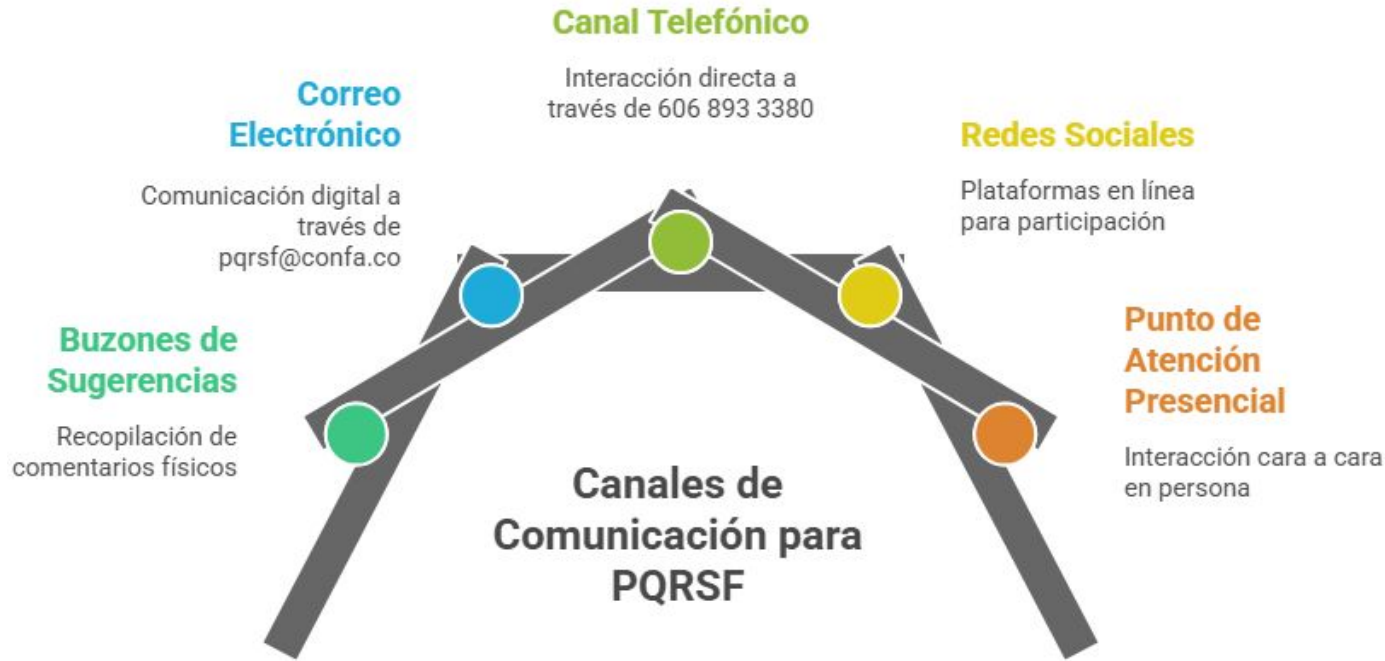 Canal Telefónico
Interacción directa a
través de 606 893 3380
Correo
Electrónico
Comunicación digital a
través de
pqrsf@confa.co
Redes Sociales
Plataformas en línea
para participación
Buzones de
Sugerencias
Recopilación de
comentarios físicos
Punto de
Atención
Presencial
Interacción cara a cara
en persona
Canales de
Comunicación para
PQRSF